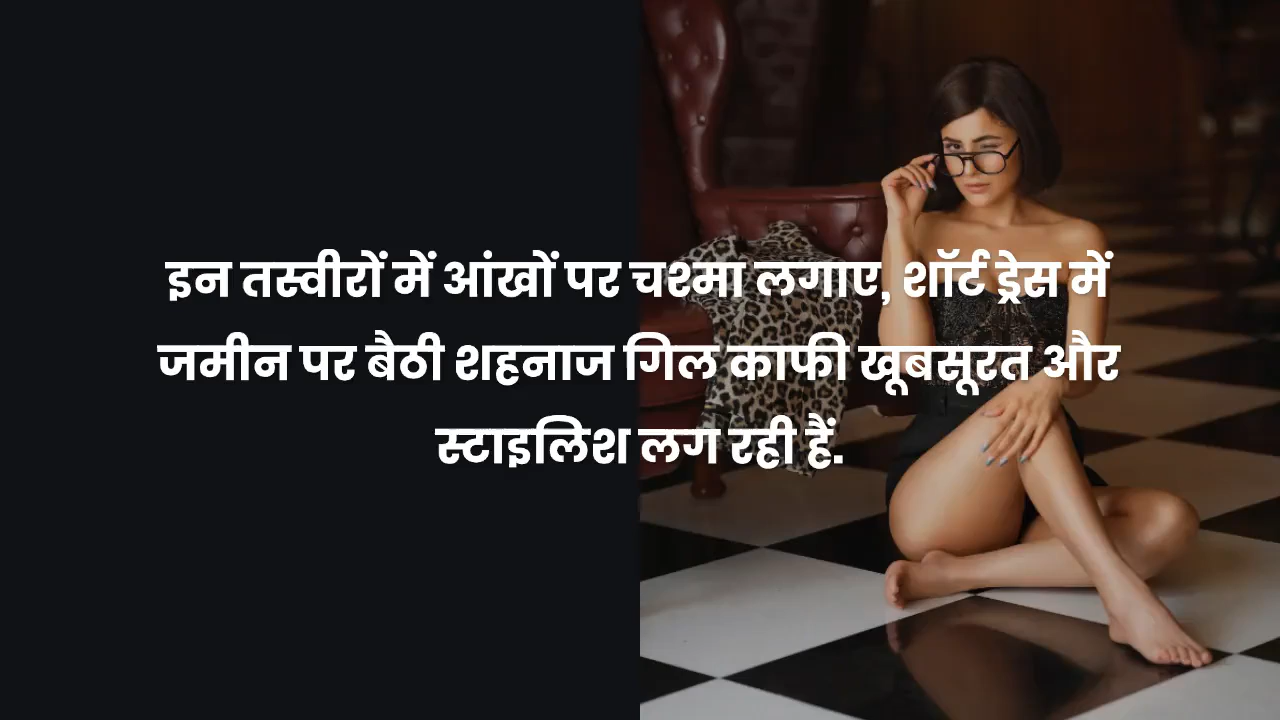 इन तस्वीरों में आंखों पर चश्मा लगाए, शॉर्ट ड्रेस में
जमीन पर बैठी शहनाज गिल काफी खूबसूरत और
स्टाइलिश लग रही हैं.